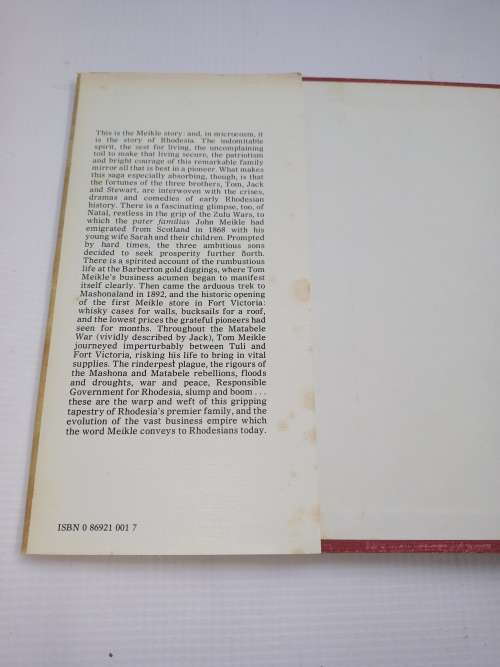 This is the Meikle story: and, in microcosm, it
is the story of Rhodesia. The indomitable
spirit, the zest for living, the uncomplaining
toil to make that living secure, the patriotism
and bright courage of this remarkable family
mirror all that is best in a pioneer. What makes
this saga especially absorbing, though, is that
the fortunes of the three brothers, Tom, Jack
and Stewart, are interwoven with the crises,
dramas and comedies of early Rhodesian
history. There is a fascinating glimpse, too, of
Natal, restless in the grip of the Zulu Wars, to
which the pater familias John Meikle had
emigrated from Scotland in 1868 with his
young wife Sarah and their children. Prompted
by hard times, the three ambitious sons
decided to seek prosperity further north.
There is a spirited account of the rumbustious
life at the Barberton gold diggings, where Tom
Meikle's business acumen began to manifest
itself clearly. Then came the arduous trek to
Mashonaland in 1892, and the historic opening
of the first Meikle store in Fort Victoria:
whisky cases for walls, bucksails for a roof,
and the lowest prices the grateful pioneers had
seen for months. Throughout the Matabele
War (vividly described by Jack), Tom Meikle
journeyed imperturbably between Tuli and
Fort Victoria, risking his life to bring in vital
supplies. The rinderpest plague, the rigours of
the Mashona and Matabele rebellions, floods
and droughts, war and peace, Responsible
Government for Rhodesia, slump and boom . . .
these are the warp and weft of this gripping
tapestry of Rhodesia's premier family, and the
evolution of the vast business empire which
the word Meikle conveys to Rhodesians today.
ISBN 0 86921 001 7